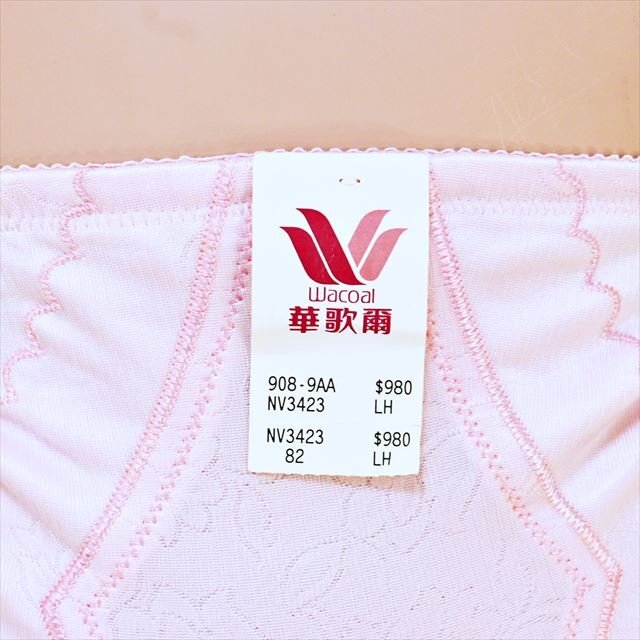 Wacoal
華歌爾
908-9AA $980
NV3423 LH
NV3423 $980
82 LH